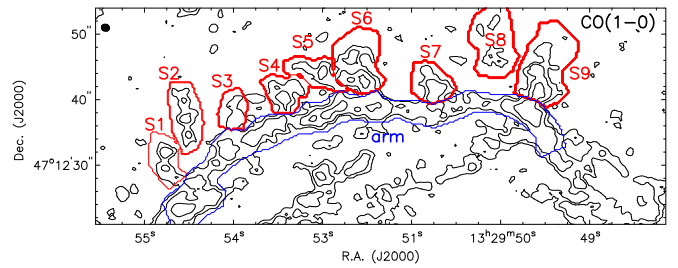 CO(1−0)
50"
40"
47°12'30"
Dec. (J2000)
S1
S2
S3
S4
S5
S6
S7
S8
S9
arm
55ˢ
54ˢ
53ˢ
51ˢ
13ʰ29ᵐ50ˢ
49ˢ
R.A. (J2000)